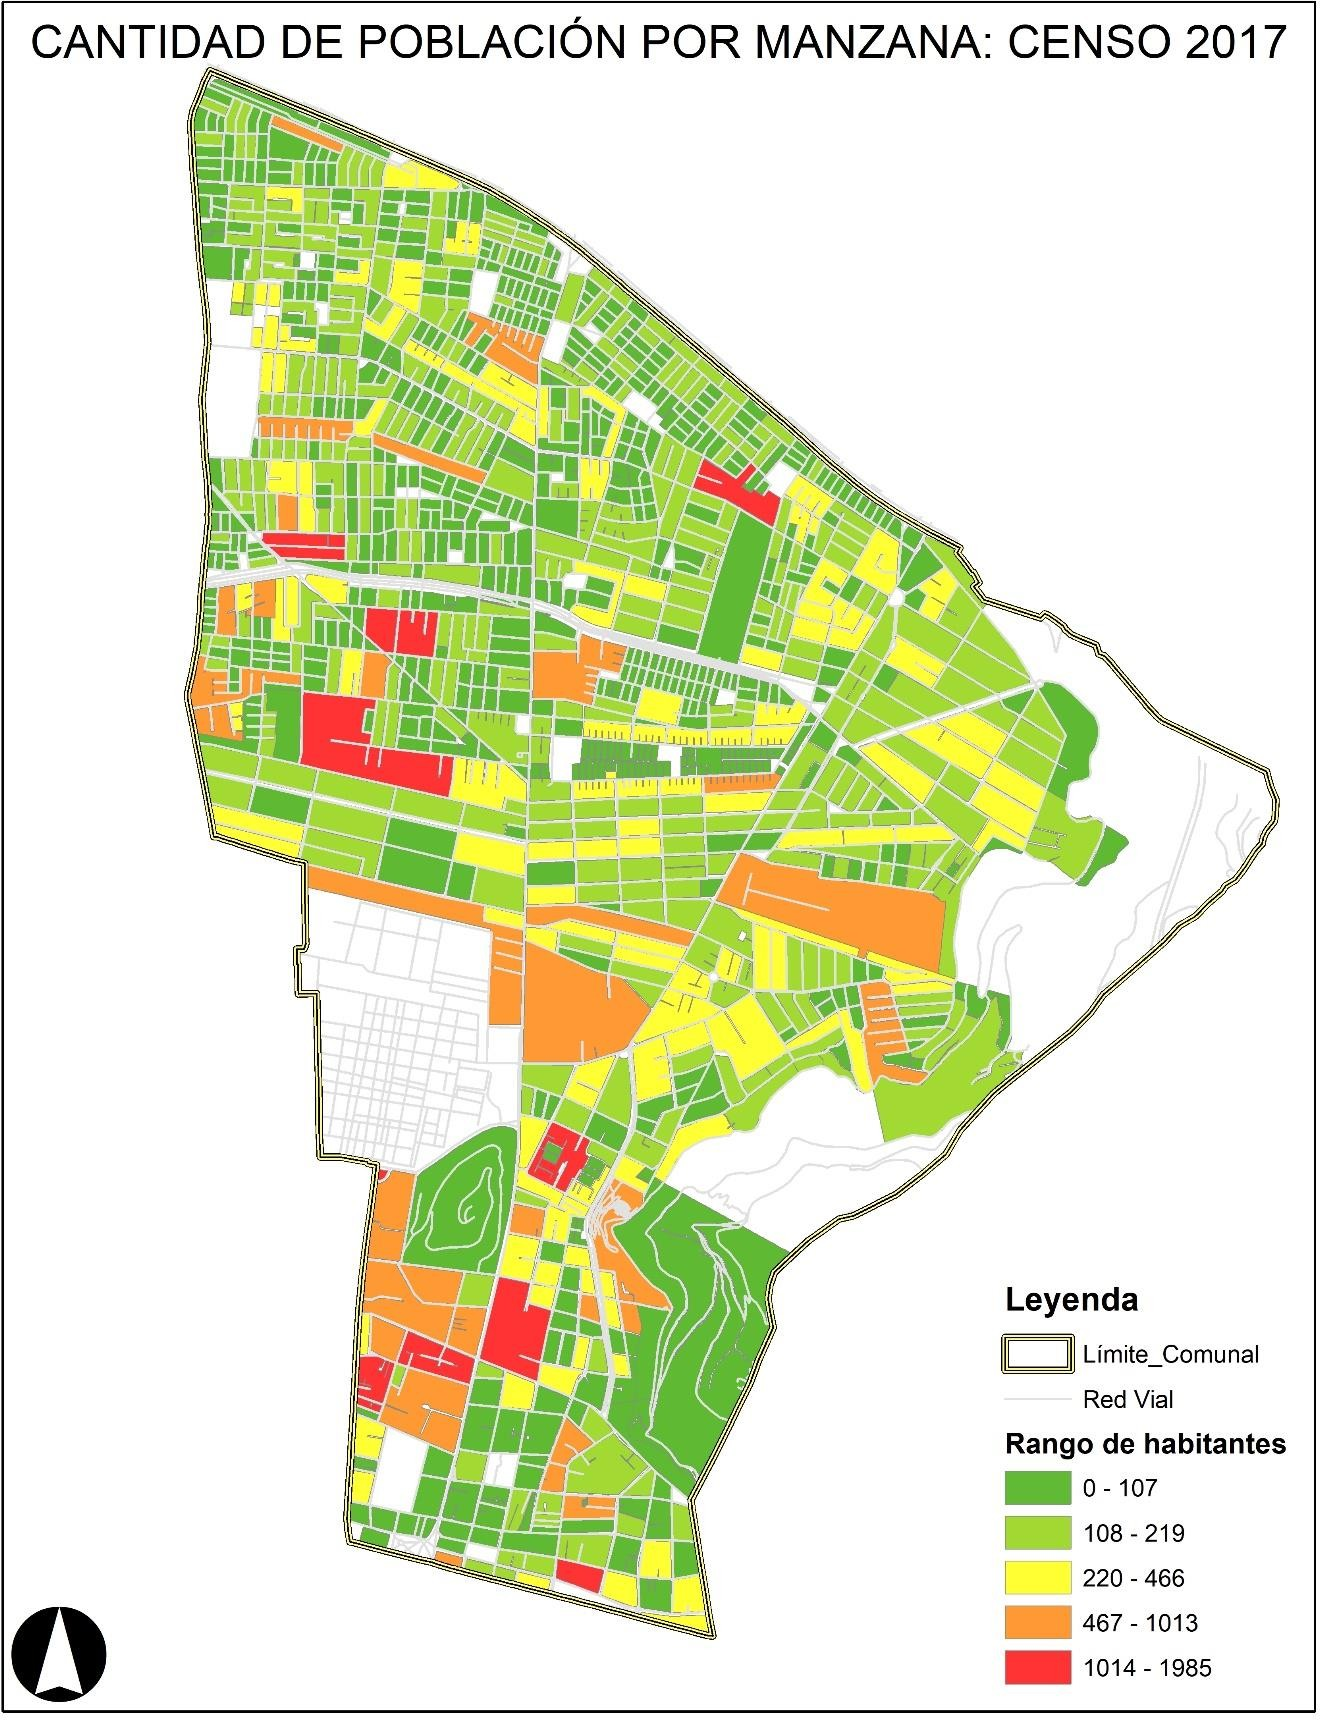 CANTIDAD DE POBLACIÓN POR MANZANA: CENSO 2017
Leyenda
Límite_Comunal
Red Vial
Rango de habitantes
0 - 107
108 - 219
220 - 466
467 - 1013
1014 - 1985